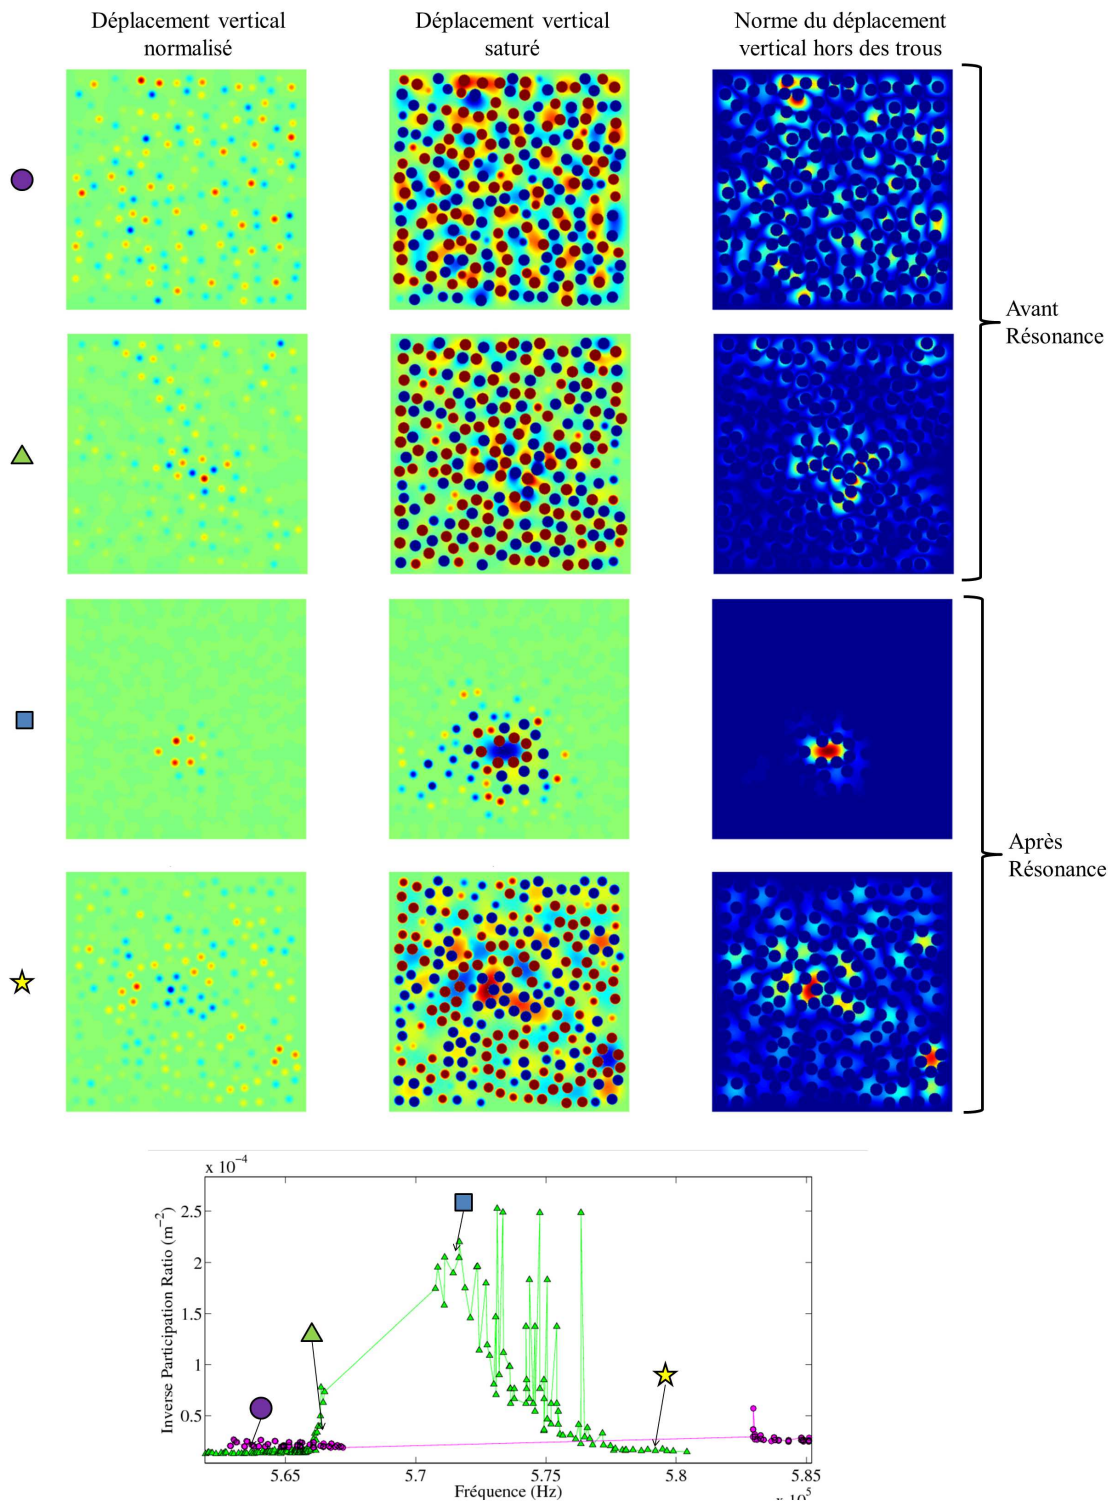 Déplacement vertical
normalisé
Déplacement vertical
saturé
Norme du déplacement
vertical hors des trous
Avant
Résonance
Après
Résonance
x 10⁻⁴
Inverse Participation Ratio (m⁻²)
2.5
2
1.5
1
0.5
5.65
5.7
5.75
5.8
5.85
x 10⁵
Fréquence (Hz)